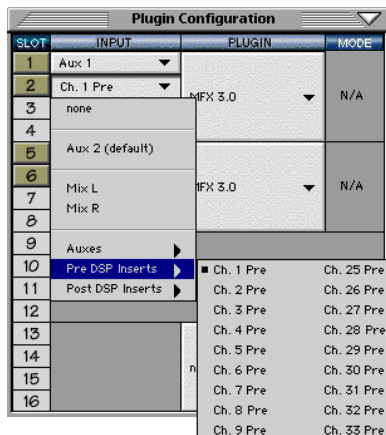 Plugin Configuration
SLOT INPUT PLUGIN MODE
1 Aux 1
2 Ch. 1 Pre
MFX 3.0 N/A
3 none
4
5 Aux 2 (default)
6
MFX 3.0 N/A
7 Mix L
8 Mix R
9 Auxes
10 Pre DSP Inserts
11 Post DSP Inserts
12
13
14
15
16
Ch. 1 Pre Ch. 25 Pre
Ch. 2 Pre Ch. 26 Pre
Ch. 3 Pre Ch. 27 Pre
Ch. 4 Pre Ch. 28 Pre
Ch. 5 Pre Ch. 29 Pre
Ch. 6 Pre Ch. 30 Pre
Ch. 7 Pre Ch. 31 Pre
Ch. 8 Pre Ch. 32 Pre
Ch. 9 Pre Ch. 33 Pre